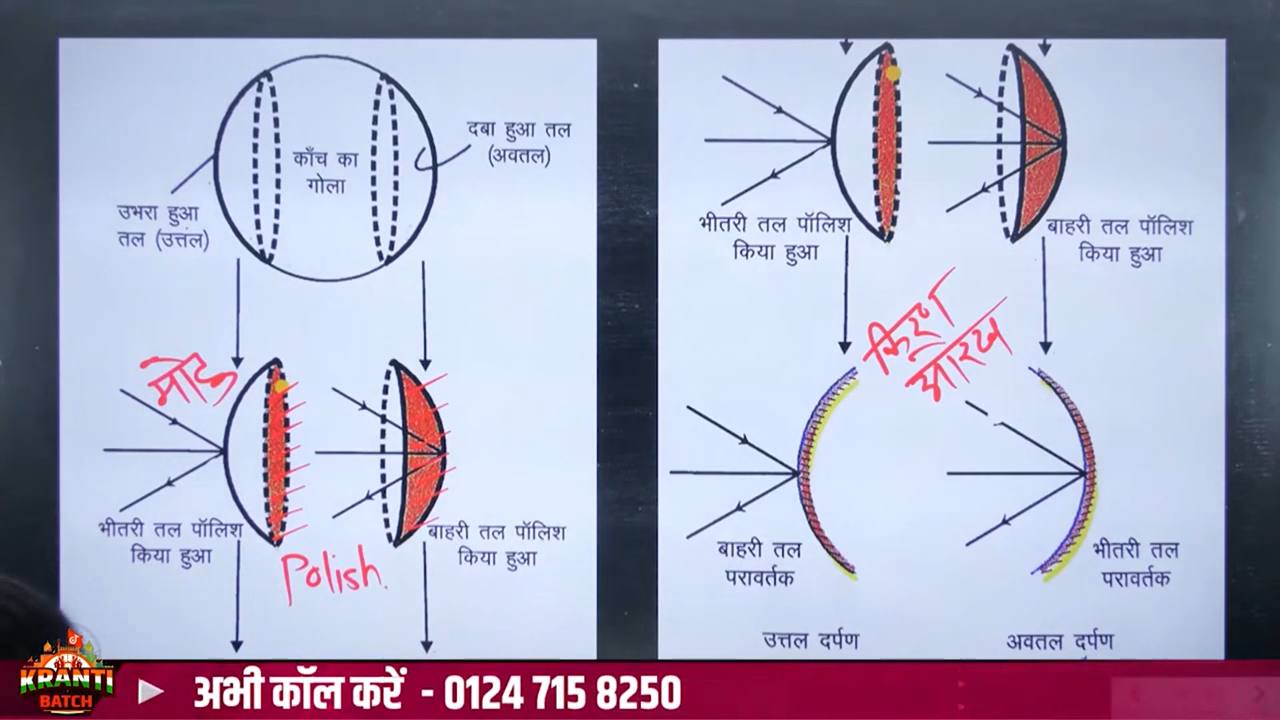 काँच का
गोला
दबा हुआ तल
(अवतल)
उभरा हुआ
तल (उत्तल)
मोड़
भीतरी तल पॉलिश
किया हुआ
बाहरी तल पॉलिश
किया हुआ
Polish.
भीतरी तल पॉलिश
किया हुआ
बाहरी तल पॉलिश
किया हुआ
किरण
आरेख
बाहरी तल
परावर्तक
भीतरी तल
परावर्तक
उत्तल दर्पण
अवतल दर्पण
KRANTI
BATCH
अभी कॉल करें - 0124 715 8250